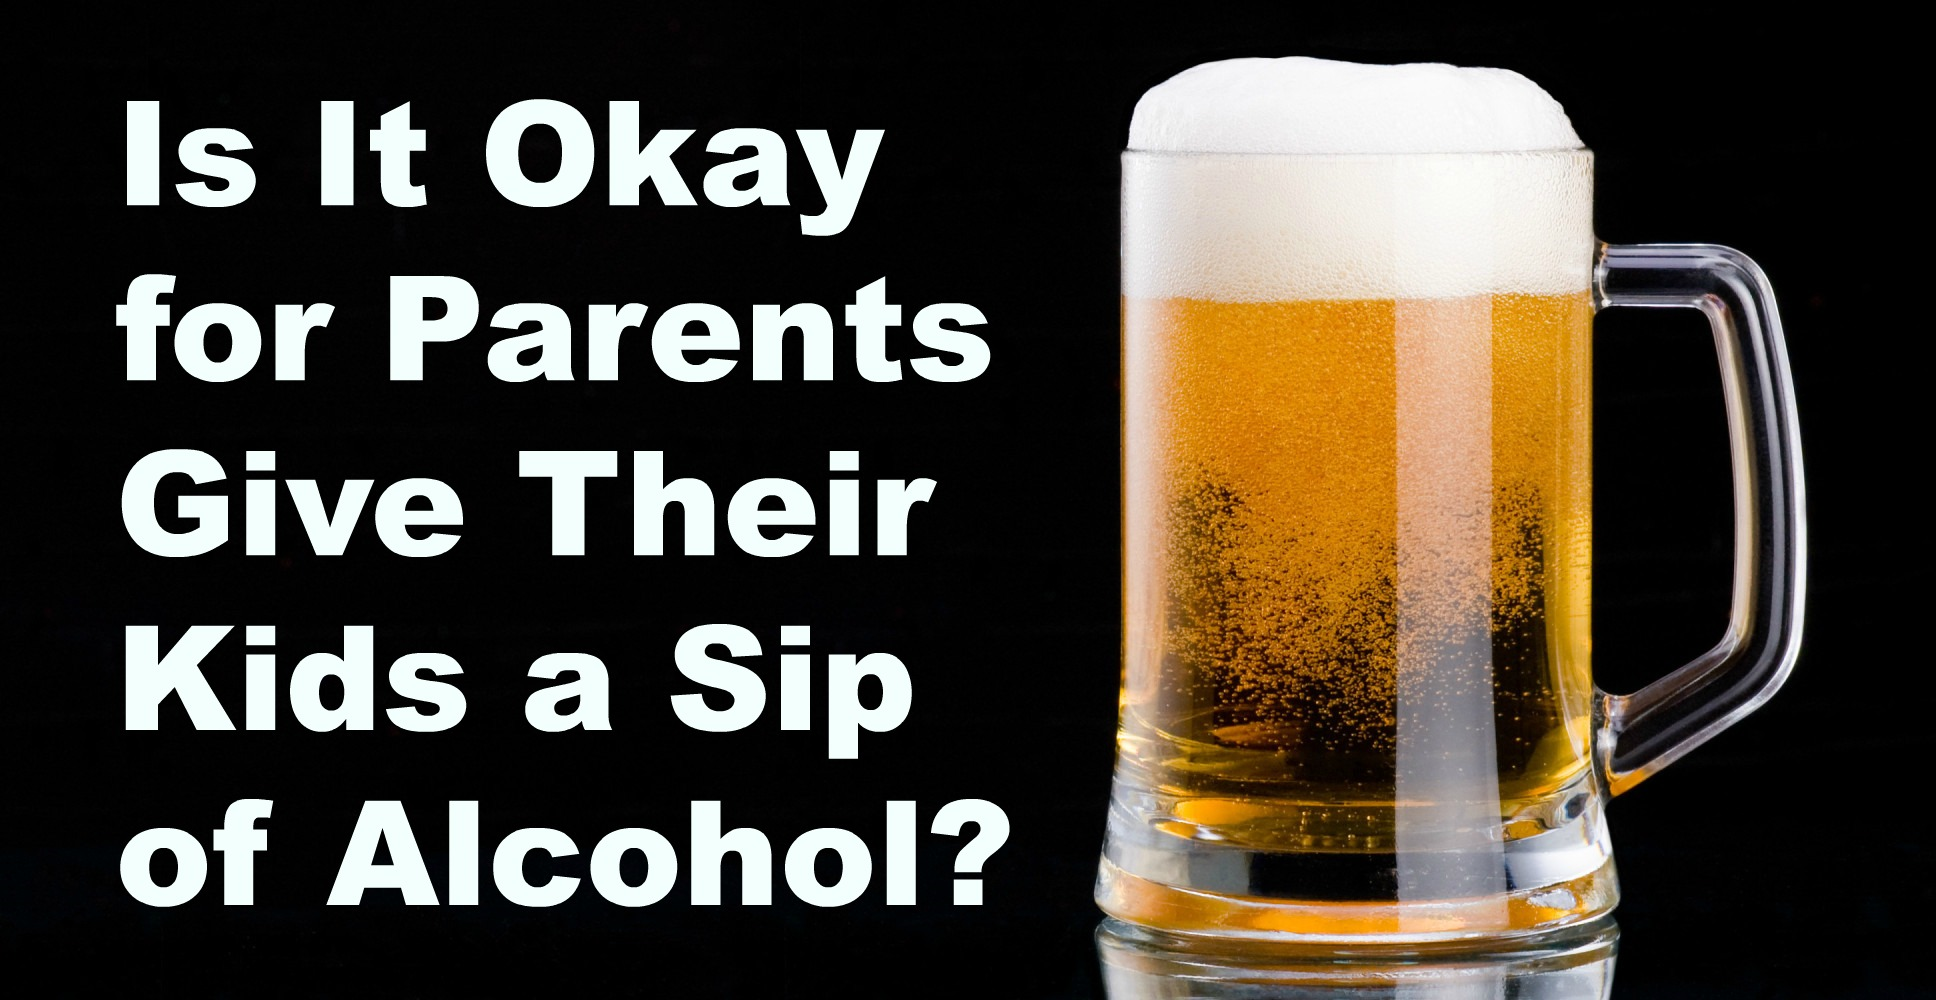 Is It Okay
for Parents
Give Their
Kids a Sip
of Alcohol?